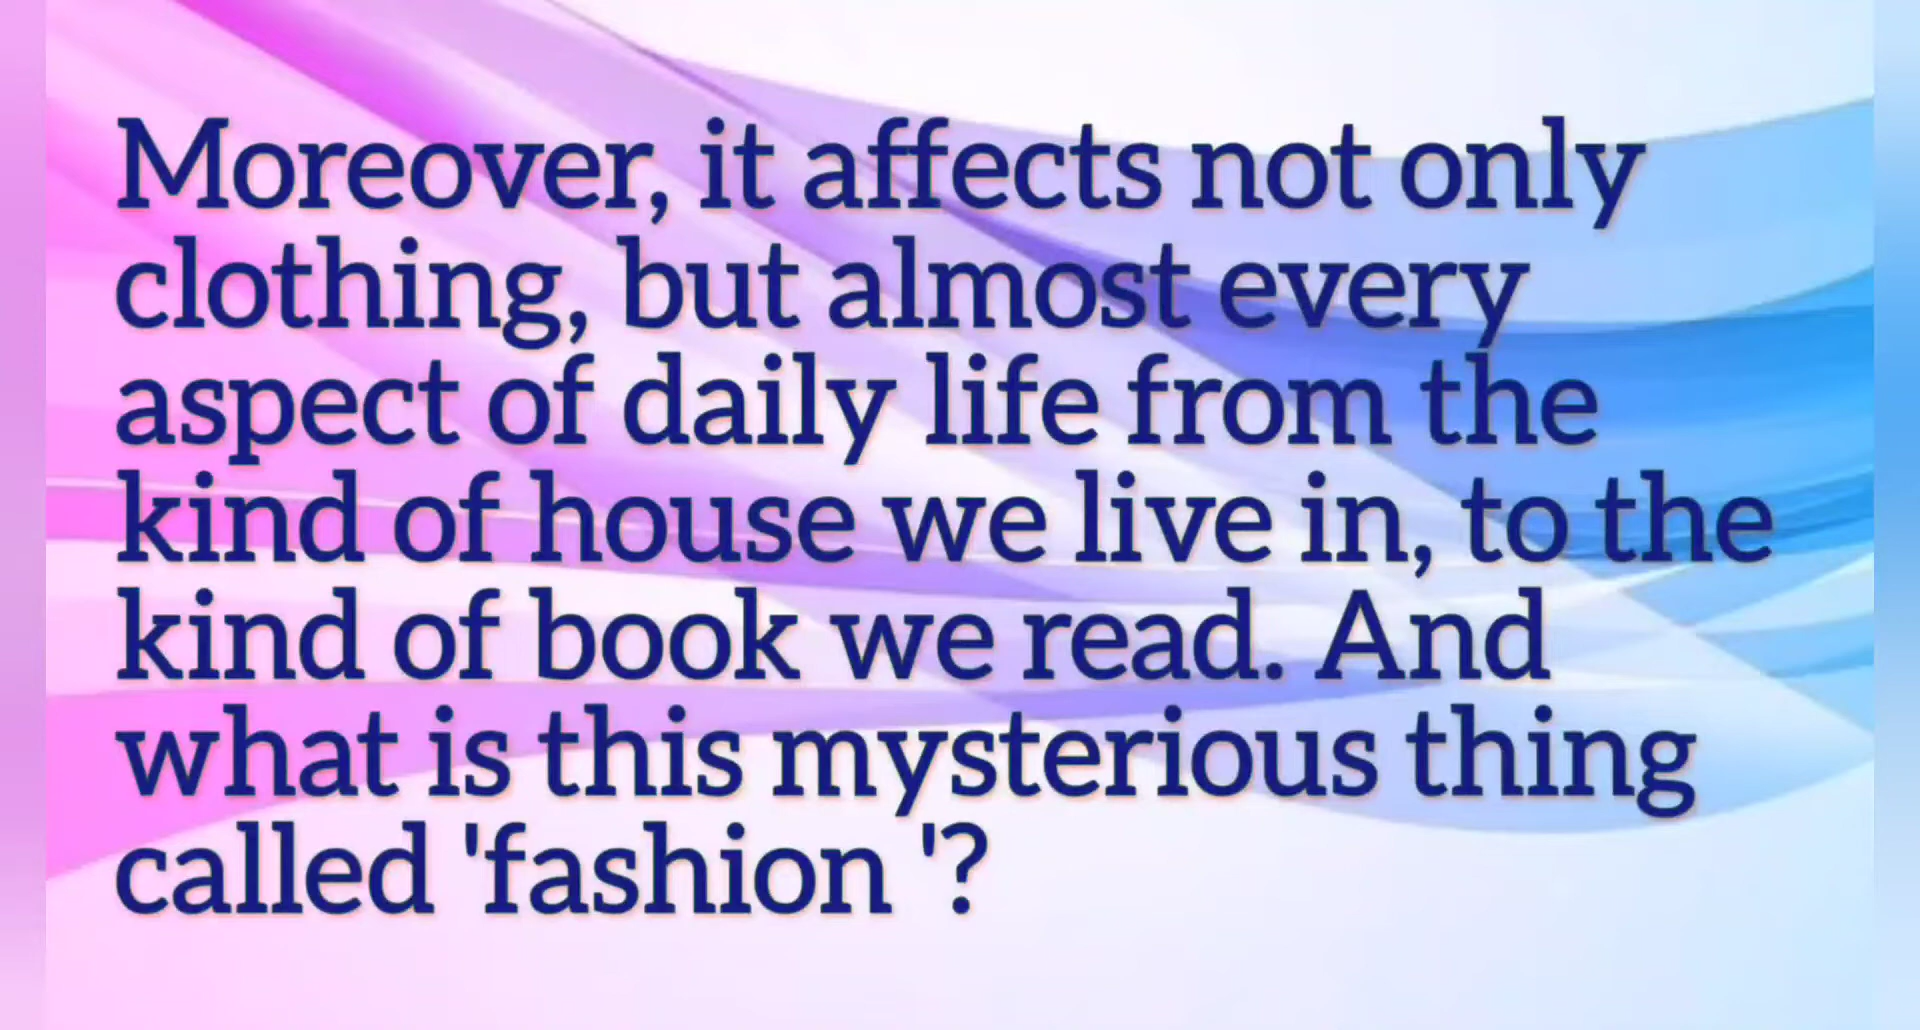 Moreover, it affects not only
clothing, but almost every
aspect of daily life from the
kind of house we live in, to the
kind of book we read. And
what is this mysterious thing
called 'fashion '?